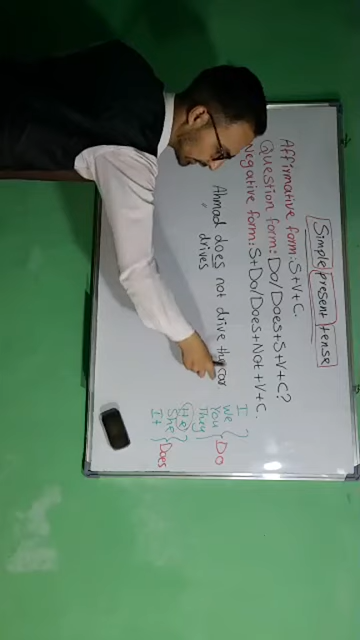 Simple present tense
Affirmative form: S+V+C.
Question form: Do/Does+S+V+C?
Negative form: S+Do/Does+Not+V+C.
Ahmad does not drive the car.
drives
I
We
You
They
Do
He
She
It
Does